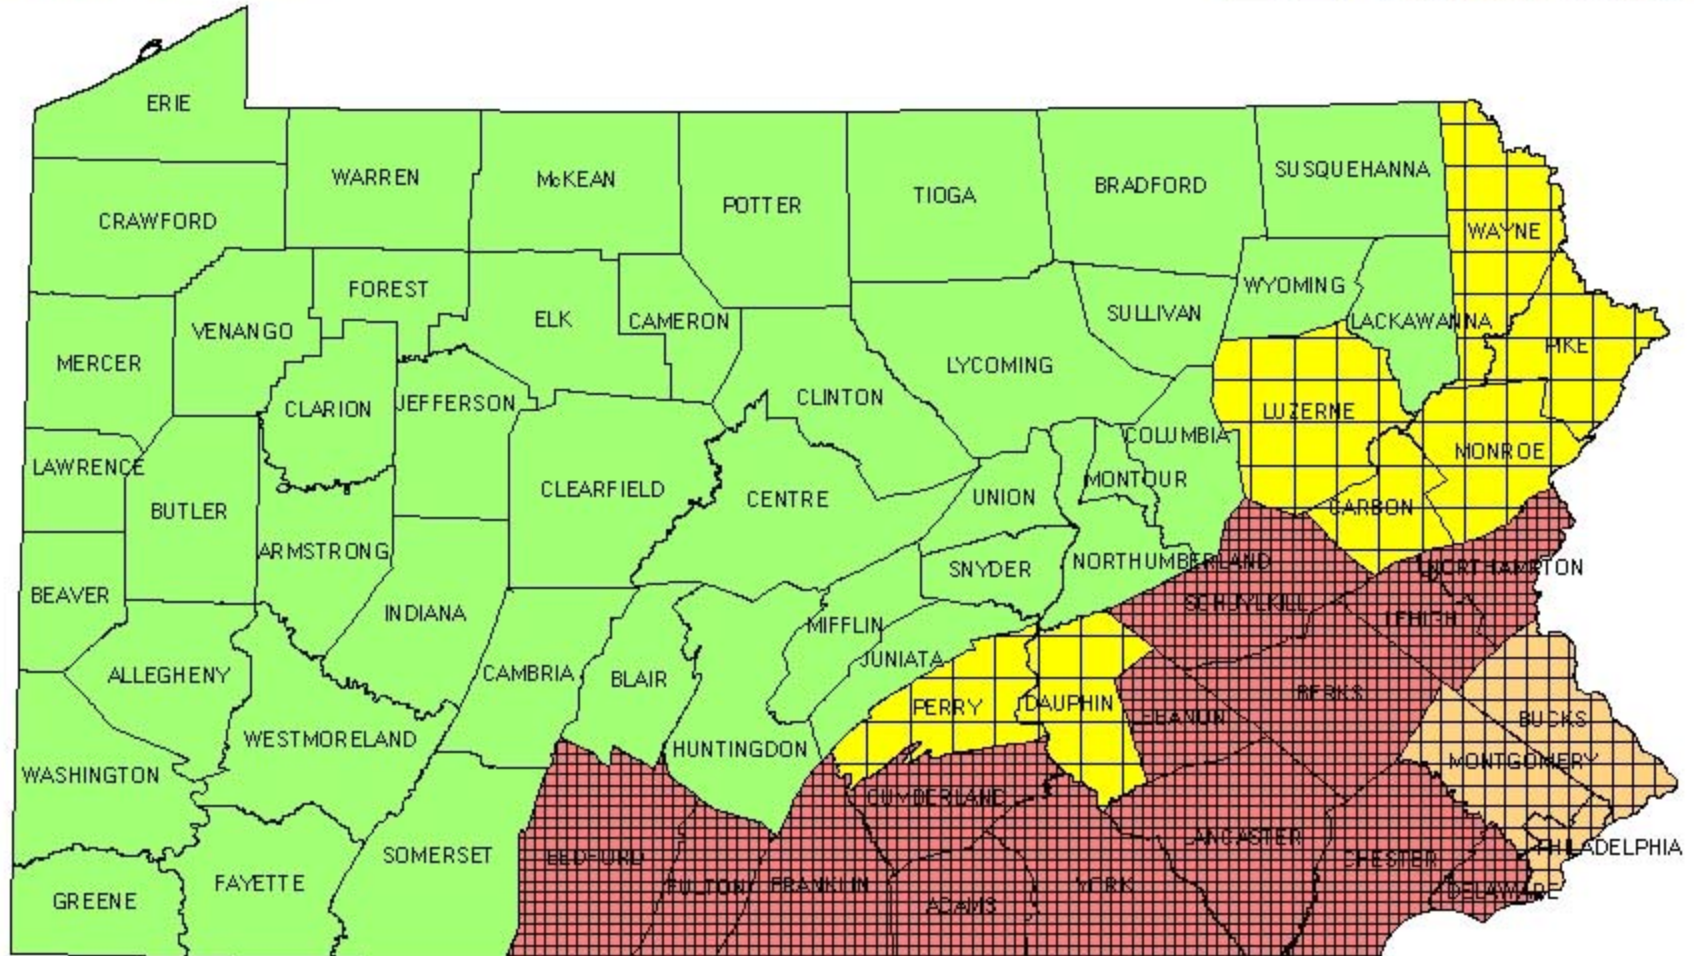 ERIE
WARREN
McKEAN
POTTER
TIOGA
BRADFORD
SUSQUEHANNA
CRAWFORD
WAYNE
FOREST
WYOMING
VENANGO
ELK
CAMERON
SULLIVAN
LACKAWANNA
MERCER
LYCOMING
PIKE
CLARION
JEFFERSON
CLINTON
LUZERNE
COLUMBIA
MONROE
LAWRENCE
BUTLER
CLEARFIELD
CENTRE
UNION
MONTOUR
CARBON
ARMSTRONG
SNYDER
NORTHUMBERLAND
NORTHAMPTON
BEAVER
INDIANA
MIFFLIN
SCHUYLKILL
LEHIGH
ALLEGHENY
CAMBRIA
BLAIR
JUNIATA
PERRY
DAUPHIN
LEBANON
BERKS
BUCKS
WESTMORELAND
HUNTINGDON
WASHINGTON
MONTGOMERY
CUMBERLAND
SOMERSET
BEDFORD
LANCASTER
CHESTER
PHILADELPHIA
GREENE
FAYETTE
FULTON
FRANKLIN
ADAMS
YORK
DELAWARE